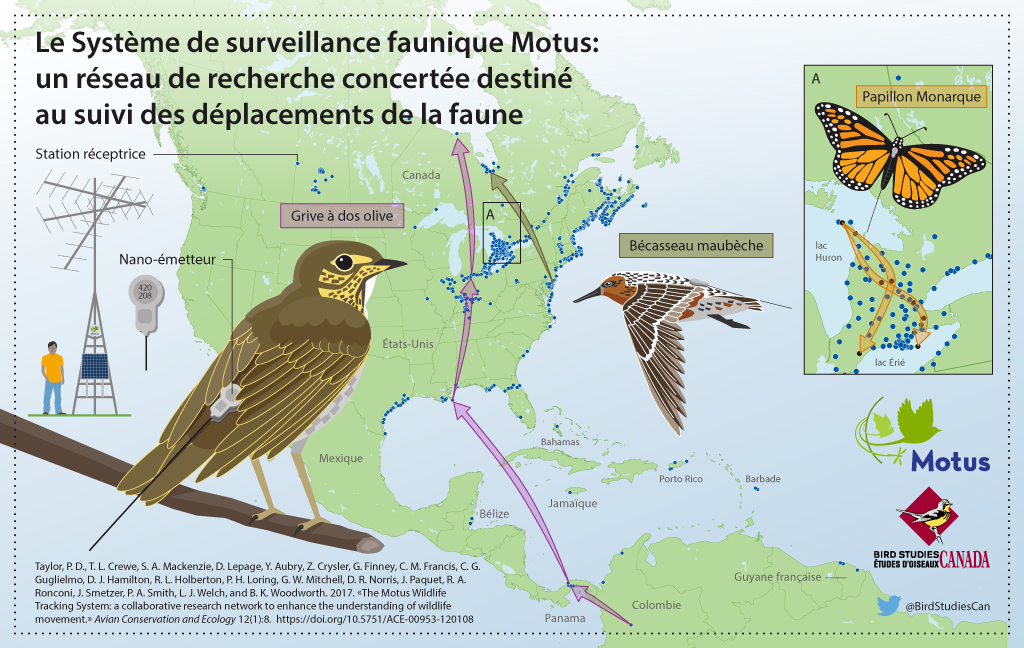 Le Système de surveillance faunique Motus:
un réseau de recherche concertée destiné
au suivi des déplacements de la faune
Station réceptrice
Nano-émetteur
420
208
Grive à dos olive
Canada
A
Bécasseau maubèche
A
Papillon Monarque
lac
Huron
lac Érié
États-Unis
Mexique
Bahamas
Porto Rico
Barbade
Jamaïque
Bélize
Guyane française
Colombie
Panama
Motus
BIRD STUDIES
ÉTUDES D'OISEAUX CANADA
@BirdStudiesCan
Taylor, P. D., T. L. Crewe, S. A. Mackenzie, D. Lepage, Y. Aubry, Z. Crysler, G. Finney, C. M. Francis, C. G.
Guglielmo, D. J. Hamilton, R. L. Holberton, P. H. Loring, G. W. Mitchell, D. R. Norris, J. Paquet, R. A.
Ronconi, J. Smetzer, P. A. Smith, L. J. Welch, and B. K. Woodworth. 2017. «The Motus Wildlife
Tracking System: a collaborative research network to enhance the understanding of wildlife
movement.» Avian Conservation and Ecology 12(1):8. https://doi.org/10.5751/ACE-00953-120108